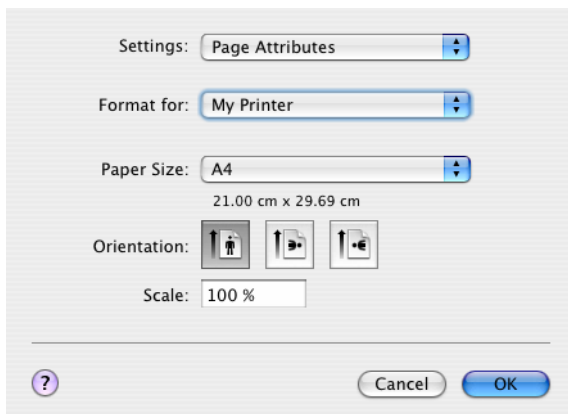 Settings: Page Attributes
Format for: My Printer
Paper Size: A4
21.00 cm x 29.69 cm
Orientation:
Scale: 100 %
? Cancel OK